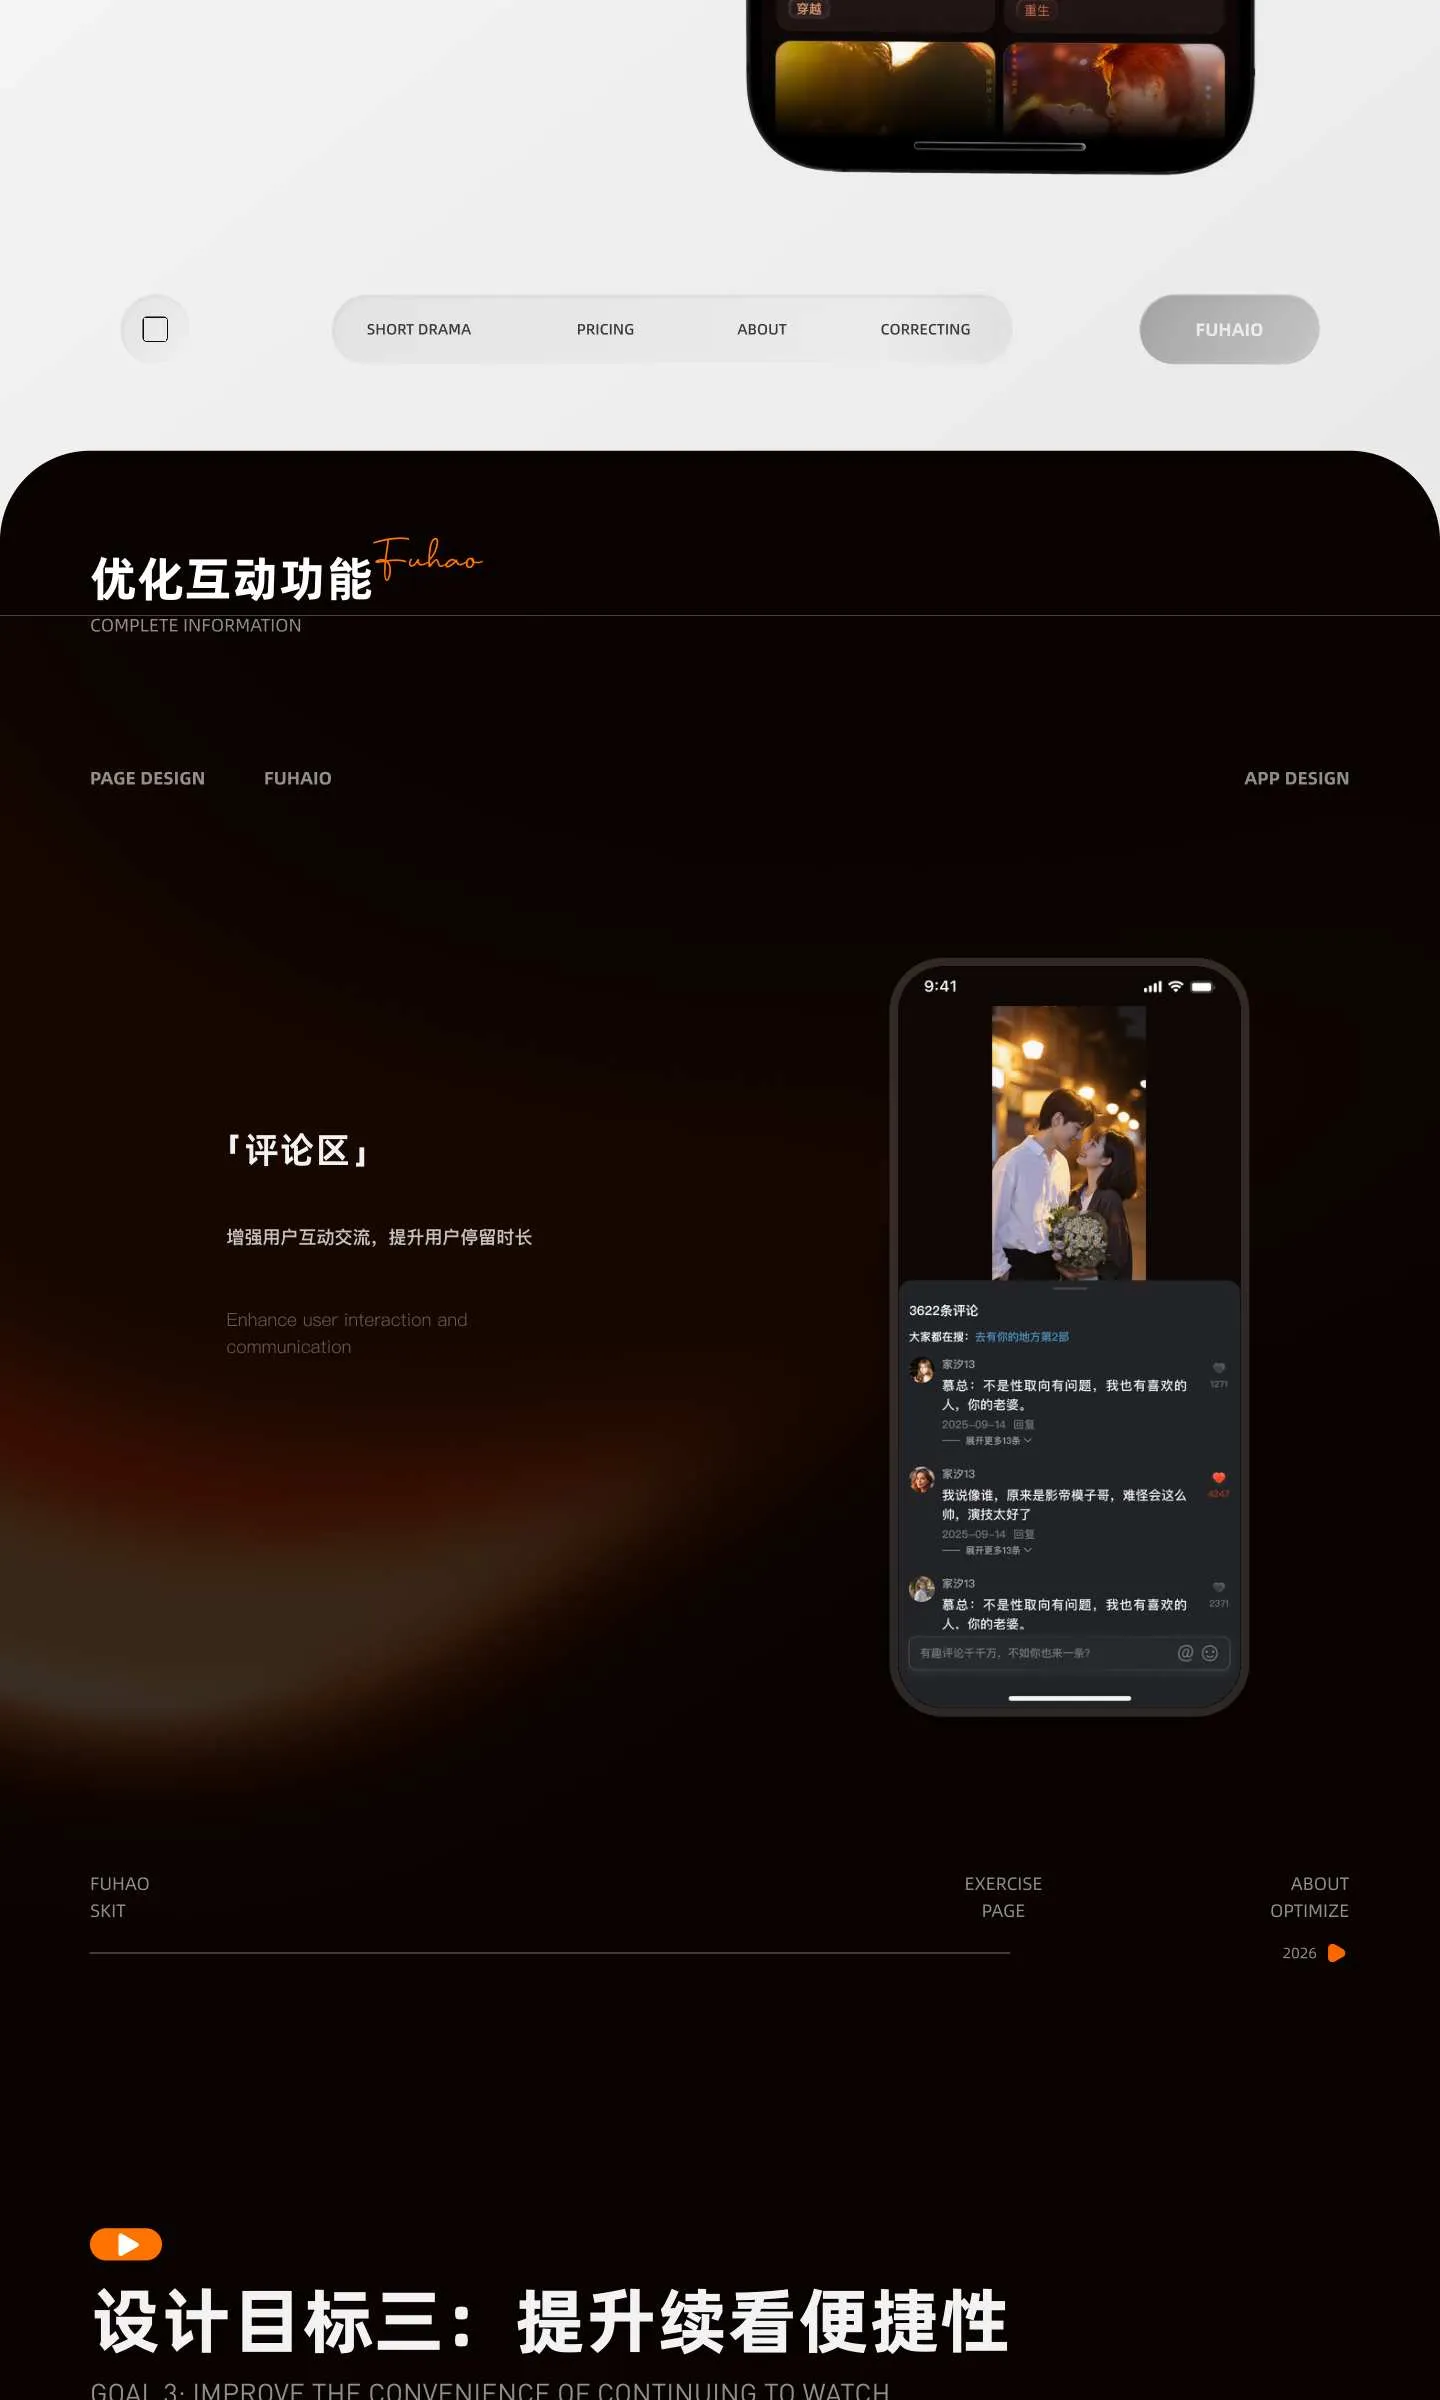 穿越
重生
SHORT DRAMA
PRICING
ABOUT
CORRECTING
FUHAIO
优化互动功能
Fuhao
COMPLETE INFORMATION
PAGE DESIGN
FUHAIO
APP DESIGN
「评论区」
增强用户互动交流，提升用户停留时长
Enhance user interaction and
communication
9:41
3622条评论
大家都在搜：去有你的地方第2部
家汐13
慕总：不是性取向有问题，我也有喜欢的
人，你的老婆。
1271
2025-09-14 回复
展开更多13条
家汐13
我说像谁，原来是影帝模子哥，难怪会这么
帅，演技太好了
4247
2025-09-14 回复
展开更多13条
家汐13
慕总：不是性取向有问题，我也有喜欢的
人，你的老婆。
2371
有趣评论千千万，不如你也来一条？
FUHAO
SKIT
EXERCISE
PAGE
ABOUT
OPTIMIZE
2026
设计目标三：提升续看便捷性
GOAL 3: IMPROVE THE CONVENIENCE OF CONTINUING TO WATCH